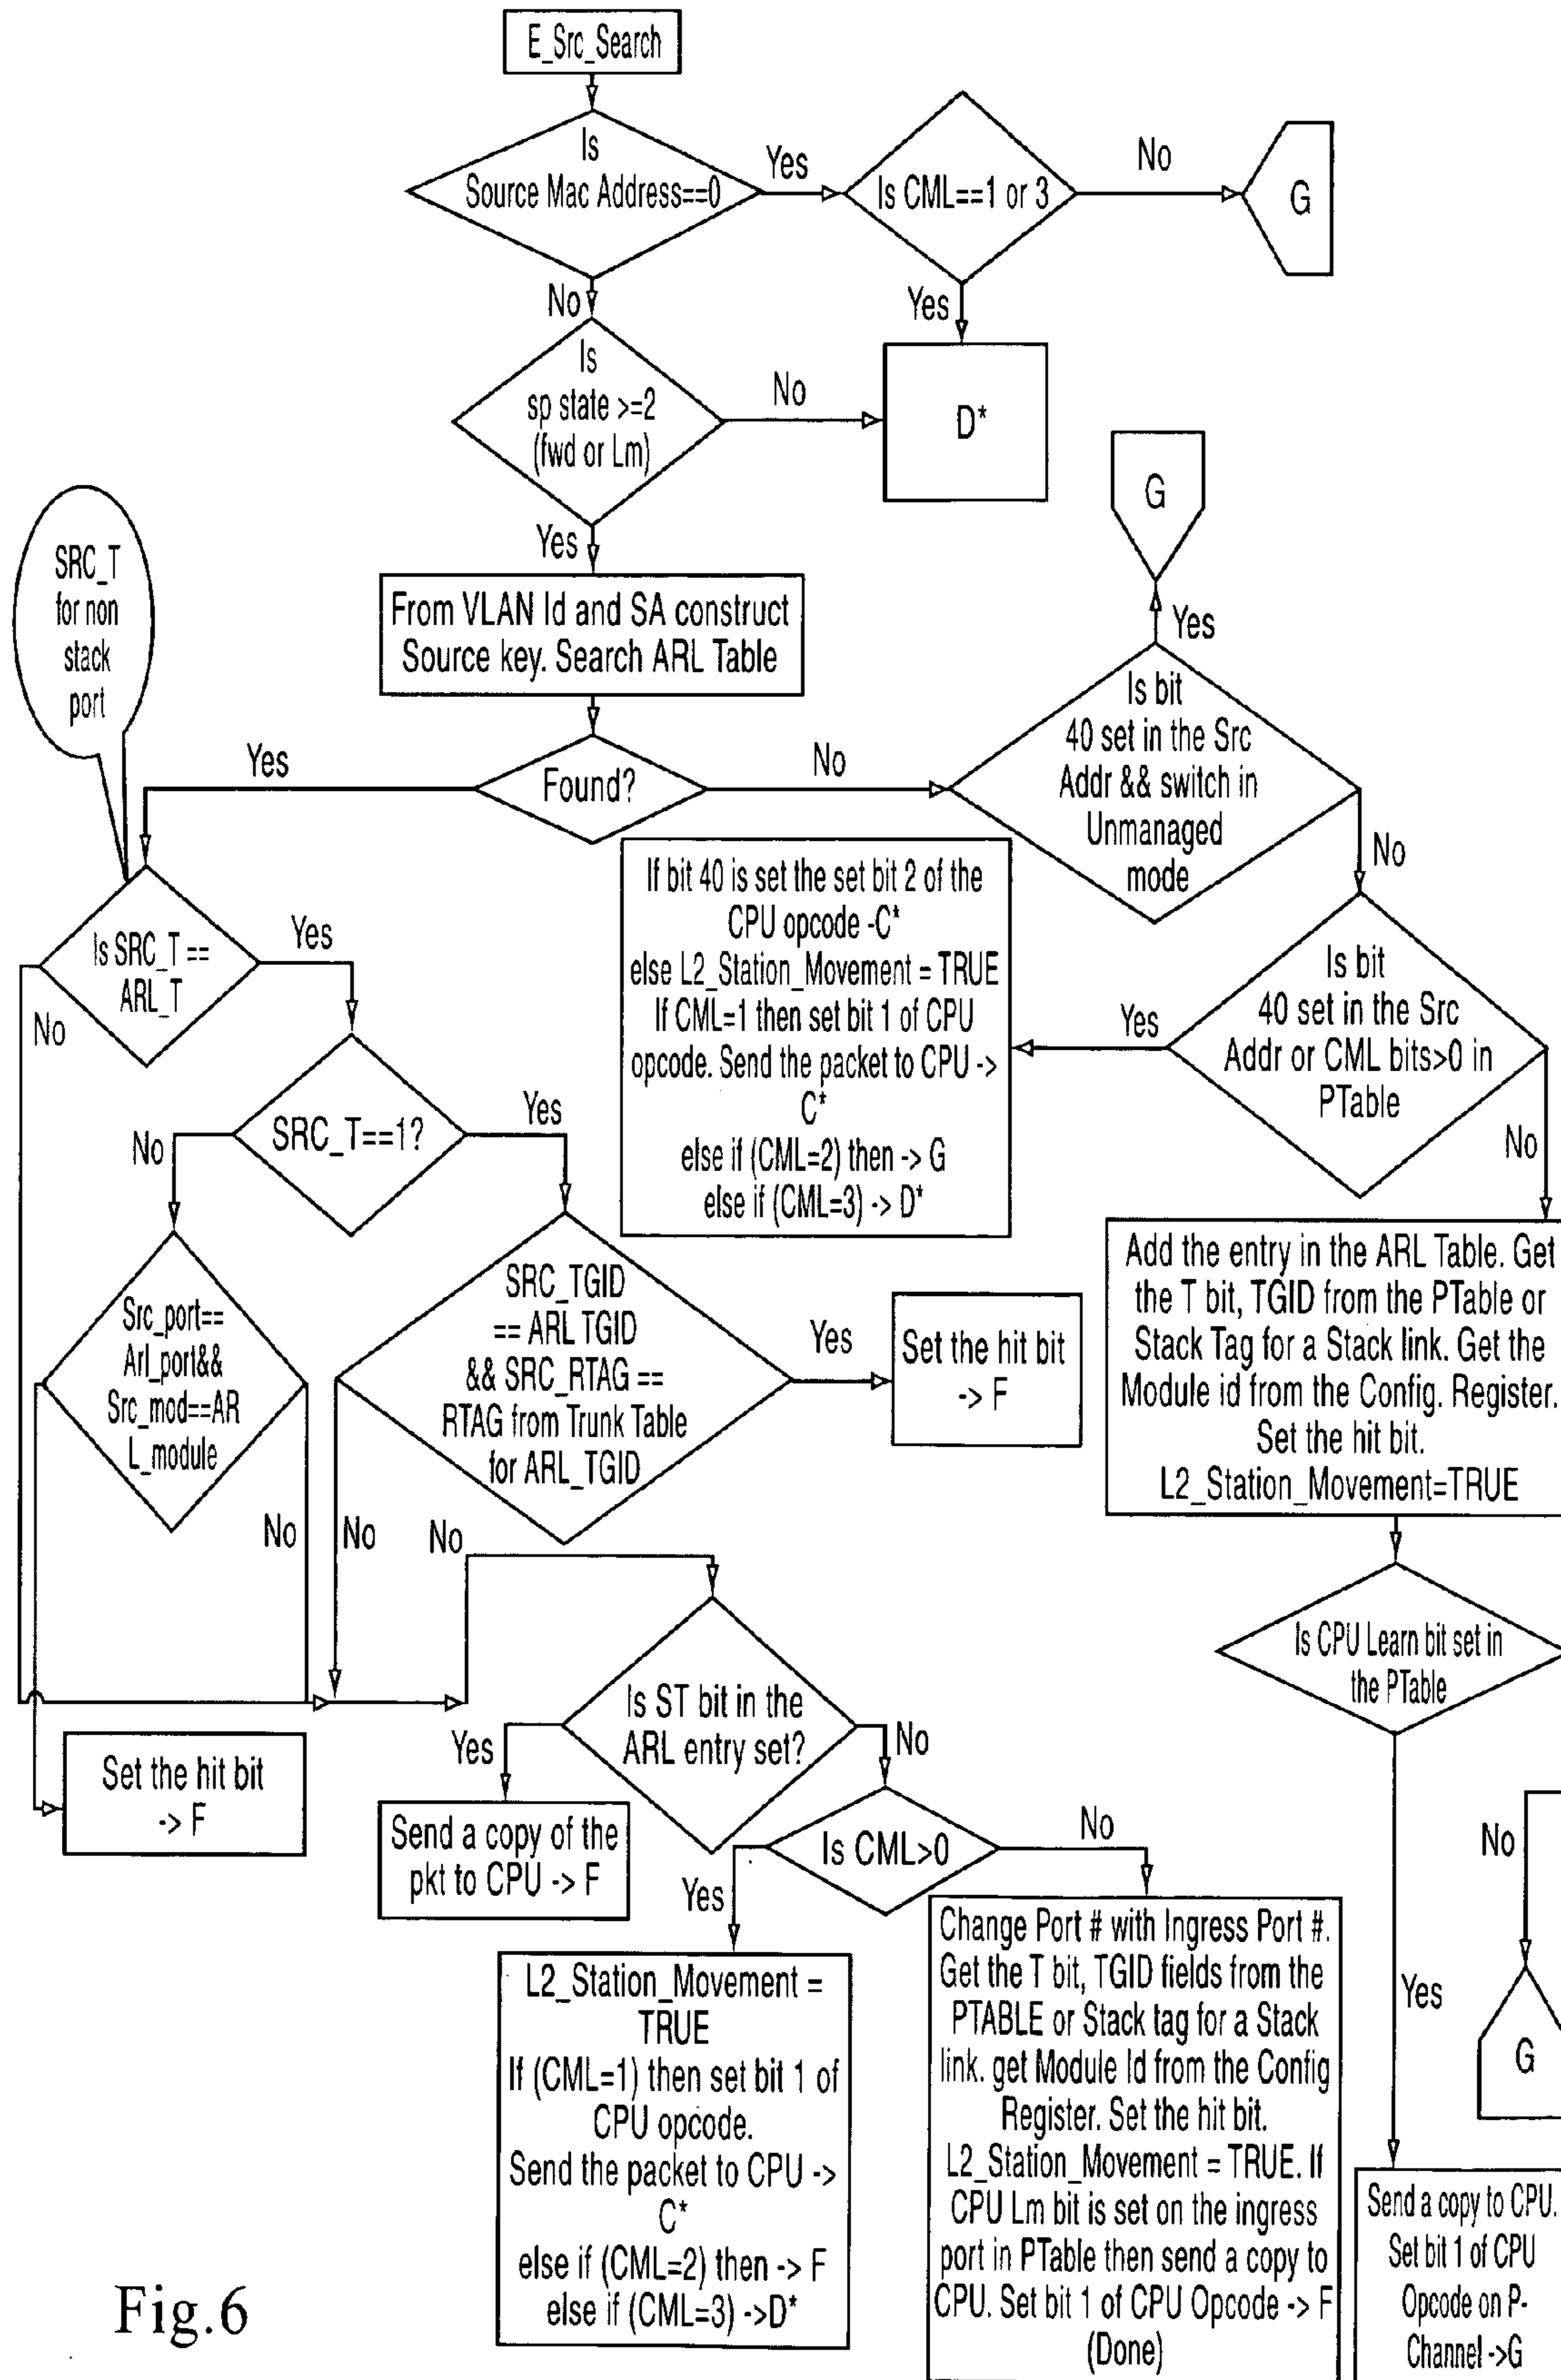 E_Src_Search
Is
Source Mac Address==0
Yes
Is CML==1 or 3
No
G
No
Yes
Is
sp state >=2
(fwd or Lm)
No
D*
Yes
G
SRC_T
for non
stack
port
From VLAN Id and SA construct
Source key. Search ARL Table
Yes
Is bit
40 set in the Src
Addr && switch in
Unmanaged
mode
Yes
Found?
No
No
If bit 40 is set the set bit 2 of the
CPU opcode -C*
else L2_Station_Movement = TRUE
If CML=1 then set bit 1 of CPU
opcode. Send the packet to CPU ->
C*
else if (CML=2) then -> G
else if (CML=3) -> D*
Is SRC_T ==
ARL_T
Yes
No
Is bit
40 set in the Src
Addr or CML bits>0 in
PTable
Yes
No
SRC_T==1?
Yes
No
Src_port==
Arl_port&&
Src_mod==AR
L_module
No
SRC_TGID
== ARL TGID
&& SRC_RTAG ==
RTAG from Trunk Table
for ARL_TGID
Yes
No
Set the hit bit
-> F
Add the entry in the ARL Table. Get
the T bit, TGID from the PTable or
Stack Tag for a Stack link. Get the
Module id from the Config. Register.
Set the hit bit.
L2_Station_Movement=TRUE
No
Is CPU Learn bit set in
the PTable
Is ST bit in the
ARL entry set?
Yes
No
Set the hit bit
-> F
Send a copy of the
pkt to CPU -> F
Is CML>0
No
Yes
No
G
Yes
L2_Station_Movement =
TRUE
If (CML=1) then set bit 1 of
CPU opcode.
Send the packet to CPU ->
C*
else if (CML=2) then -> F
else if (CML=3) ->D*
Change Port # with Ingress Port #.
Get the T bit, TGID fields from the
PTABLE or Stack tag for a Stack
link. get Module Id from the Config
Register. Set the hit bit.
L2_Station_Movement = TRUE. If
CPU Lm bit is set on the ingress
port in PTable then send a copy to
CPU. Set bit 1 of CPU Opcode -> F
(Done)
Send a copy to CPU.
Set bit 1 of CPU
Opcode on P-
Channel ->G
Fig.6